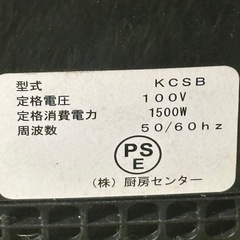 型式 KCSB
定格電圧 100V
定格消費電力 1500W
周波数 50/60hz
PS
E
（株）厨房センター